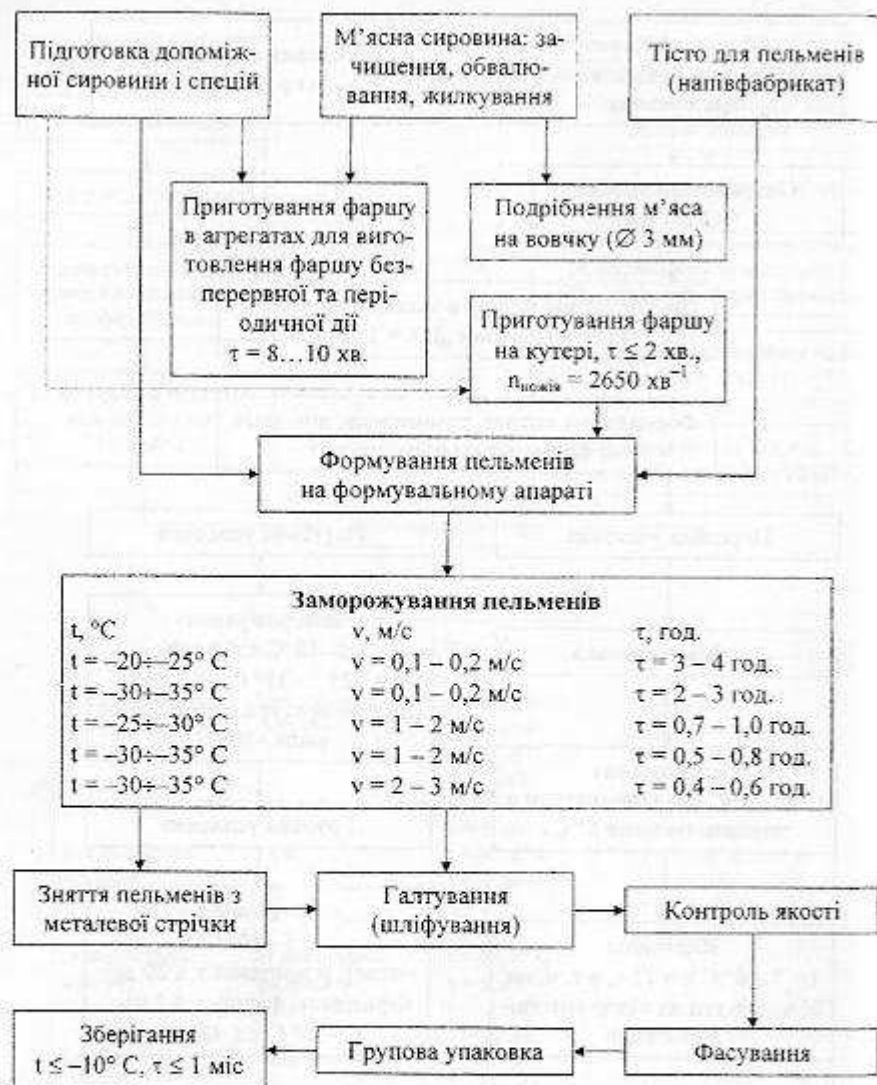 Підготовка допоміж-
ної сировини і спецій
М’ясна сировина: за-
чищення, обвалю-
вання, жилкування
Тісто для пельменів
(напівфабрикат)
Приготування фаршу
в агрегатах для виго-
товлення фаршу без-
перервної та пері-
одичної дії
τ = 8…10 хв.
Подрібнення м’яса
на вовчку (Ø 3 мм)
Приготування фаршу
на кутері, τ ≤ 2 хв.,
nножів = 2650 хв⁻¹
Формування пельменів
на формувальному апараті
Заморожування пельменів
t, °C v, м/с τ, год.
t = –20÷–25° C v = 0,1 – 0,2 м/с τ = 3 – 4 год.
t = –30÷–35° C v = 0,1 – 0,2 м/с τ = 2 – 3 год.
t = –25÷–30° C v = 1 – 2 м/с τ = 0,7 – 1,0 год.
t = –30÷–35° C v = 1 – 2 м/с τ = 0,5 – 0,8 год.
t = –30÷–35° C v = 2 – 3 м/с τ = 0,4 – 0,6 год.
Зняття пельменів з
металевої стрічки
Галтування
(шліфування)
Контроль якості
Зберігання
t ≤ –10° C, τ ≤ 1 міс
Групова упаковка
Фасування